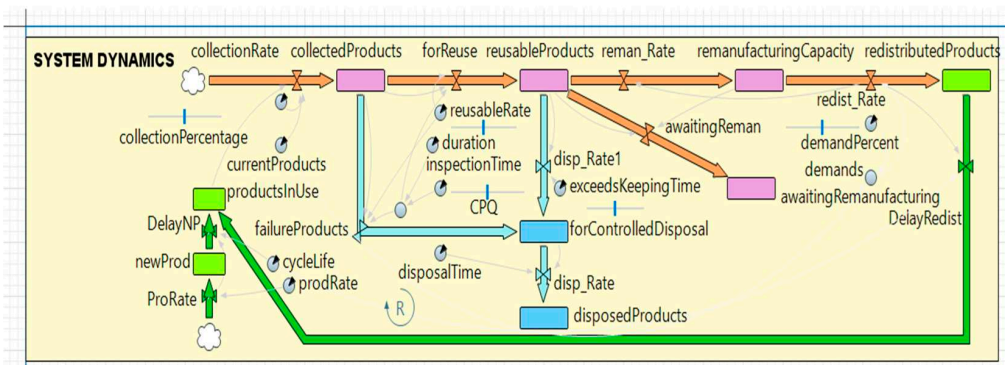 SYSTEM DYNAMICS
collectionRate collectedProducts forReuse reusableProducts reman_Rate remanufacturingCapacity redistributedProducts
collectionPercentage
currentProducts
reusableRate
duration
inspectionTime
CPQ
awaitingReman
redist_Rate
demandPercent
demands
awaitingRemanufacturing
DelayRedist
disp_Rate1
exceedsKeepingTime
productsInUse
DelayNP
failureProducts
forControlledDisposal
newProd
cycleLife
prodRate
disposalTime
disp_Rate
ProRate
R
disposedProducts